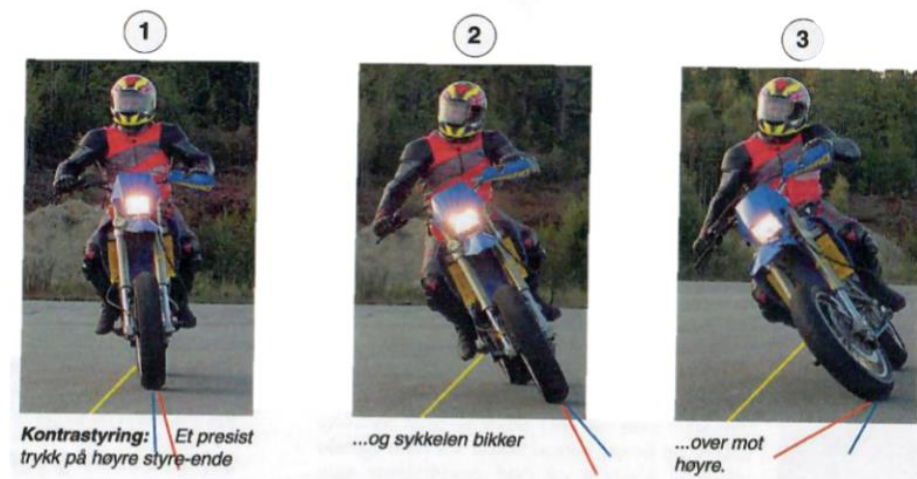 1
2
3
Kontrastyring: Et presist
trykk på høyre styre-ende
...og sykkelen bikker
...over mot
høyre.